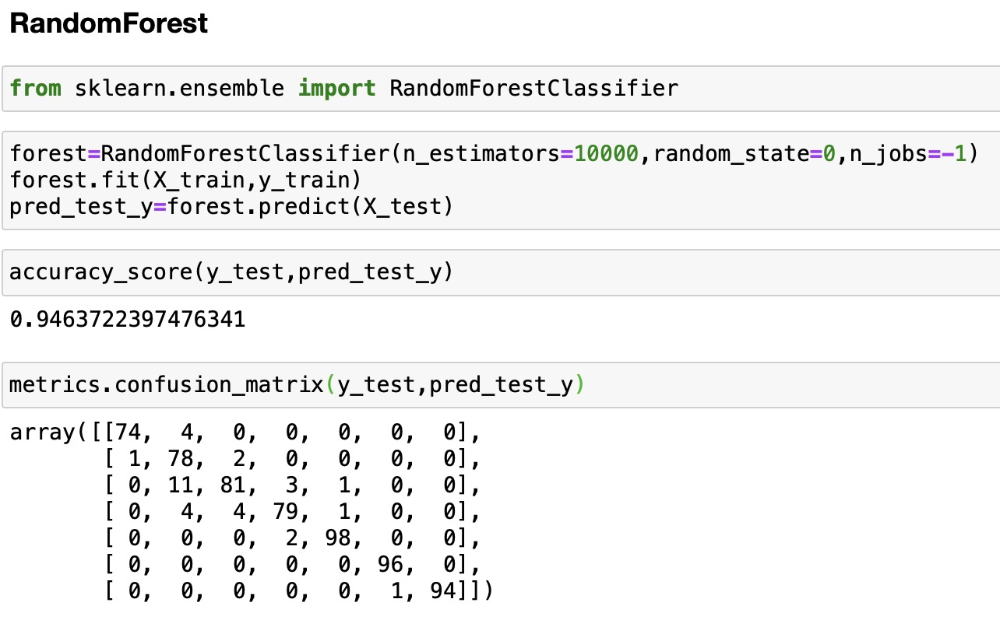 RandomForest
from sklearn.ensemble import RandomForestClassifier
forest=RandomForestClassifier(n_estimators=10000,random_state=0,n_jobs=-1)
forest.fit(X_train,y_train)
pred_test_y=forest.predict(X_test)
accuracy_score(y_test,pred_test_y)
0.9463722397476341
metrics.confusion_matrix(y_test,pred_test_y)
array([[74,  4,  0,  0,  0,  0,  0],
       [ 1, 78,  2,  0,  0,  0,  0],
       [ 0, 11, 81,  3,  1,  0,  0],
       [ 0,  4,  4, 79,  1,  0,  0],
       [ 0,  0,  0,  2, 98,  0,  0],
       [ 0,  0,  0,  0,  0, 96,  0],
       [ 0,  0,  0,  0,  0,  1, 94]])